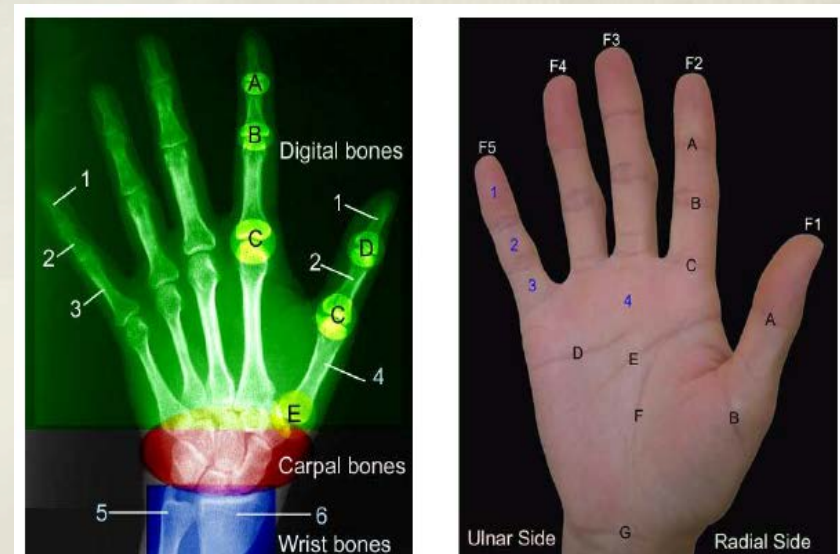 A
B
Digital bones
1
1
C
D
2
2
3
C
4
E
Carpal bones
5
6
Wrist bones
F3
F4
F2
F5
A
1
B
F1
2
C
3
4
A
D
E
F
B
G
Ulnar Side
Radial Side